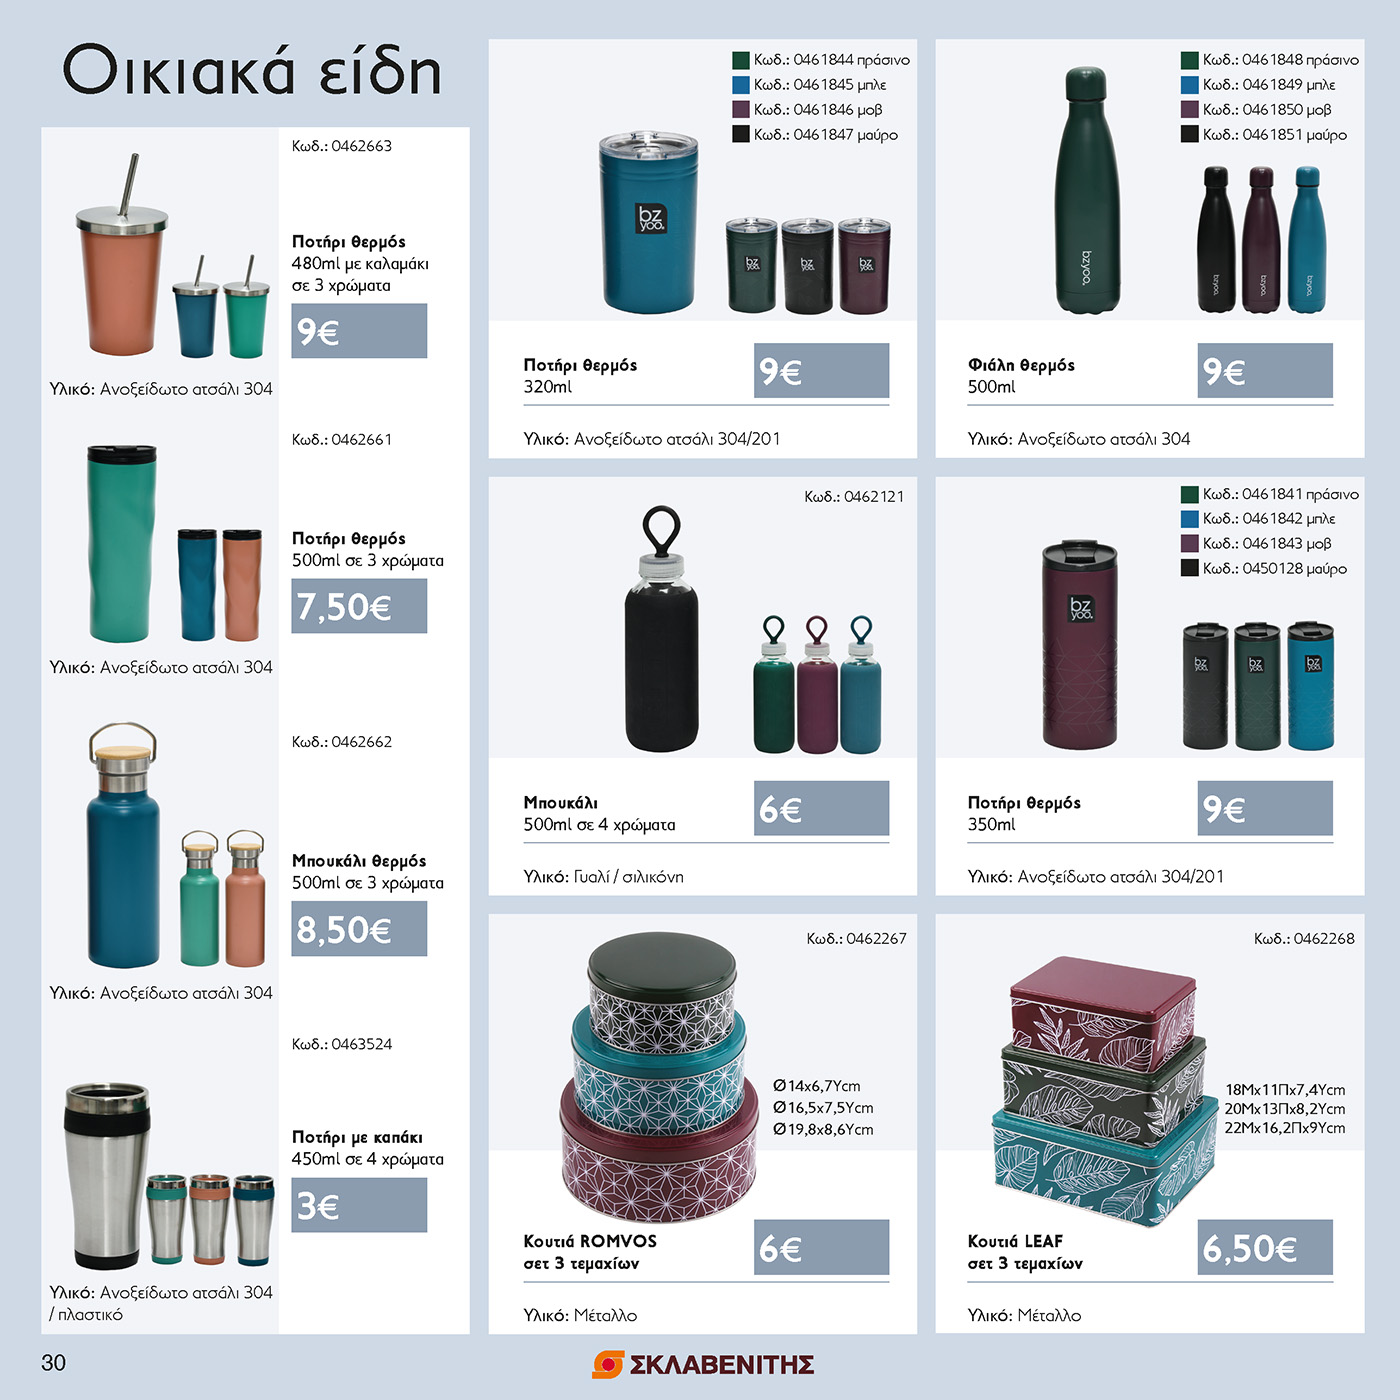 Οικιακά είδη
Κωδ.: 0462663
Ποτήρι θερμός
480ml με καλαμάκι
σε 3 χρώματα
9€
Υλικό: Ανοξείδωτο ατσάλι 304
Κωδ.: 0462661
Ποτήρι θερμός
500ml σε 3 χρώματα
7,50€
Υλικό: Ανοξείδωτο ατσάλι 304
Κωδ.: 0462662
Μπουκάλι θερμός
500ml σε 3 χρώματα
8,50€
Υλικό: Ανοξείδωτο ατσάλι 304
Κωδ.: 0463524
Ποτήρι με καπάκι
450ml σε 4 χρώματα
3€
Υλικό: Ανοξείδωτο ατσάλι 304
/ πλαστικό
Κωδ.: 0461844 πράσινο
Κωδ.: 0461845 μπλε
Κωδ.: 0461846 μοβ
Κωδ.: 0461847 μαύρο
bz
yoo.
bz
yoo.
bz
yoo.
bz
yoo.
Ποτήρι θερμός
320ml
9€
Υλικό: Ανοξείδωτο ατσάλι 304/201
Κωδ.: 0461848 πράσινο
Κωδ.: 0461849 μπλε
Κωδ.: 0461850 μοβ
Κωδ.: 0461851 μαύρο
bzyoo.
bzyoo.
bzyoo.
bzyoo.
Φιάλη θερμός
500ml
9€
Υλικό: Ανοξείδωτο ατσάλι 304
Κωδ.: 0462121
Μπουκάλι
500ml σε 4 χρώματα
6€
Υλικό: Γυαλί / σιλικόνη
Κωδ.: 0461841 πράσινο
Κωδ.: 0461842 μπλε
Κωδ.: 0461843 μοβ
Κωδ.: 0450128 μαύρο
bz
yoo.
bz
yoo.
bz
yoo.
bz
yoo.
Ποτήρι θερμός
350ml
9€
Υλικό: Ανοξείδωτο ατσάλι 304/201
Κωδ.: 0462267
Ø14x6,7Υcm
Ø16,5x7,5Υcm
Ø19,8x8,6Υcm
Κουτιά ROMVOS
σετ 3 τεμαχίων
6€
Υλικό: Μέταλλο
Κωδ.: 0462268
18Mx11Πx7,4Υcm
20Mx13Πx8,2Υcm
22Mx16,2Πx9Υcm
Κουτιά LEAF
σετ 3 τεμαχίων
6,50€
Υλικό: Μέταλλο
30
ΣΚΛΑΒΕΝΙΤΗΣ